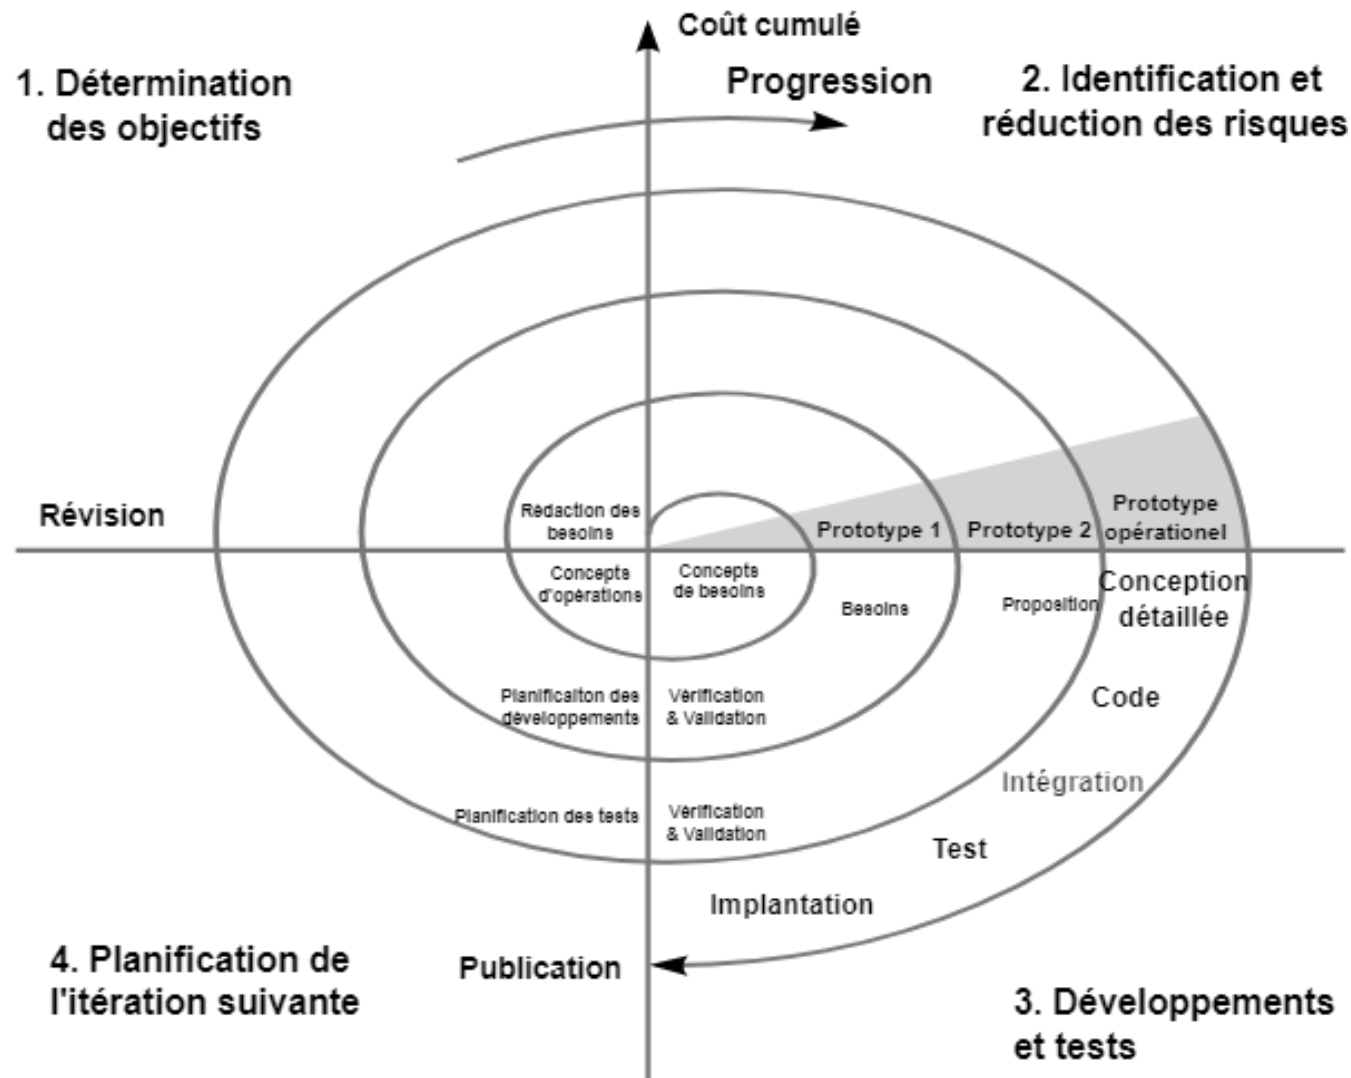 Coût cumulé
Progression
1. Détermination
des objectifs
2. Identification et
réduction des risques
Révision
Rédaction des
besoins
Prototype 1
Prototype 2
Prototype
opérationel
Concepts
d'opérations
Concepts
de besoins
Besoins
Proposition
Conception
détaillée
Planificaiton des
développements
Vérification
& Validation
Code
Intégration
Planification des tests
Vérification
& Validation
Test
Implantation
4. Planification de
l'itération suivante
Publication
3. Développements
et tests